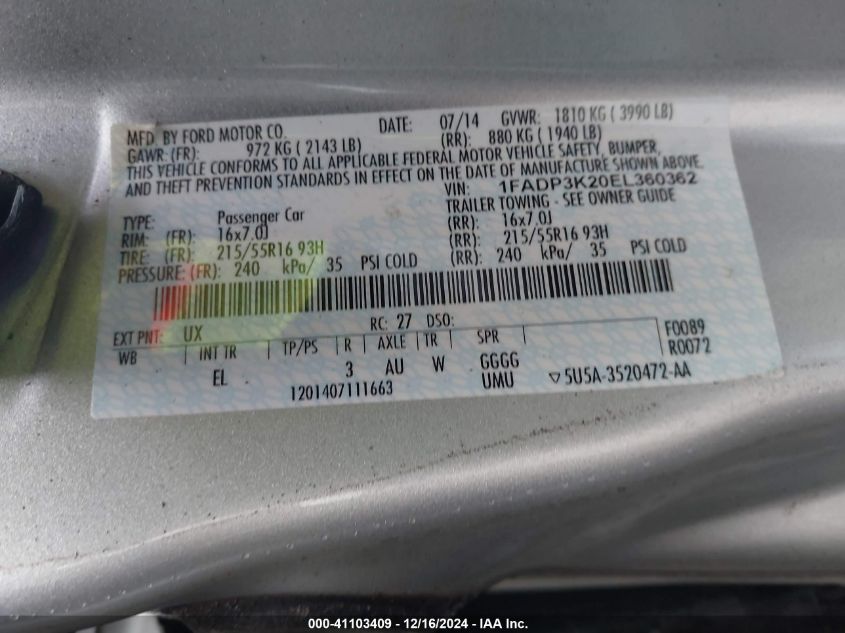 MFD. BY FORD MOTOR CO. DATE: 07/14 GVWR: 1810 KG ( 3990 LB)
GAWR: (FR): 972 KG ( 2143 LB) (RR): 880 KG ( 1940 LB)
THIS VEHICLE CONFORMS TO ALL APPLICABLE FEDERAL MOTOR VEHICLE SAFETY, BUMPER,
AND THEFT PREVENTION STANDARDS IN EFFECT ON THE DATE OF MANUFACTURE SHOWN ABOVE.
VIN: 1FADP3K20EL360362
TYPE: Passenger Car TRAILER TOWING - SEE OWNER GUIDE
RIM: (FR): 16x7.0J (RR): 16x7.0J
TIRE: (FR): 215/55R16 93H (RR): 215/55R16 93H
PRESSURE: (FR): 240 kPa/ 35 PSI COLD (RR): 240 kPa/ 35 PSI COLD
EXT PNT: UX RC: 27 DSO: F0089
WB INT TR TP/PS R AXLE TR SPR R0072
EL 3 AU W GGGG
1201407111663 UMU ▽5U5A-3520472-AA
000-41103409 - 12/16/2024 - IAA Inc.